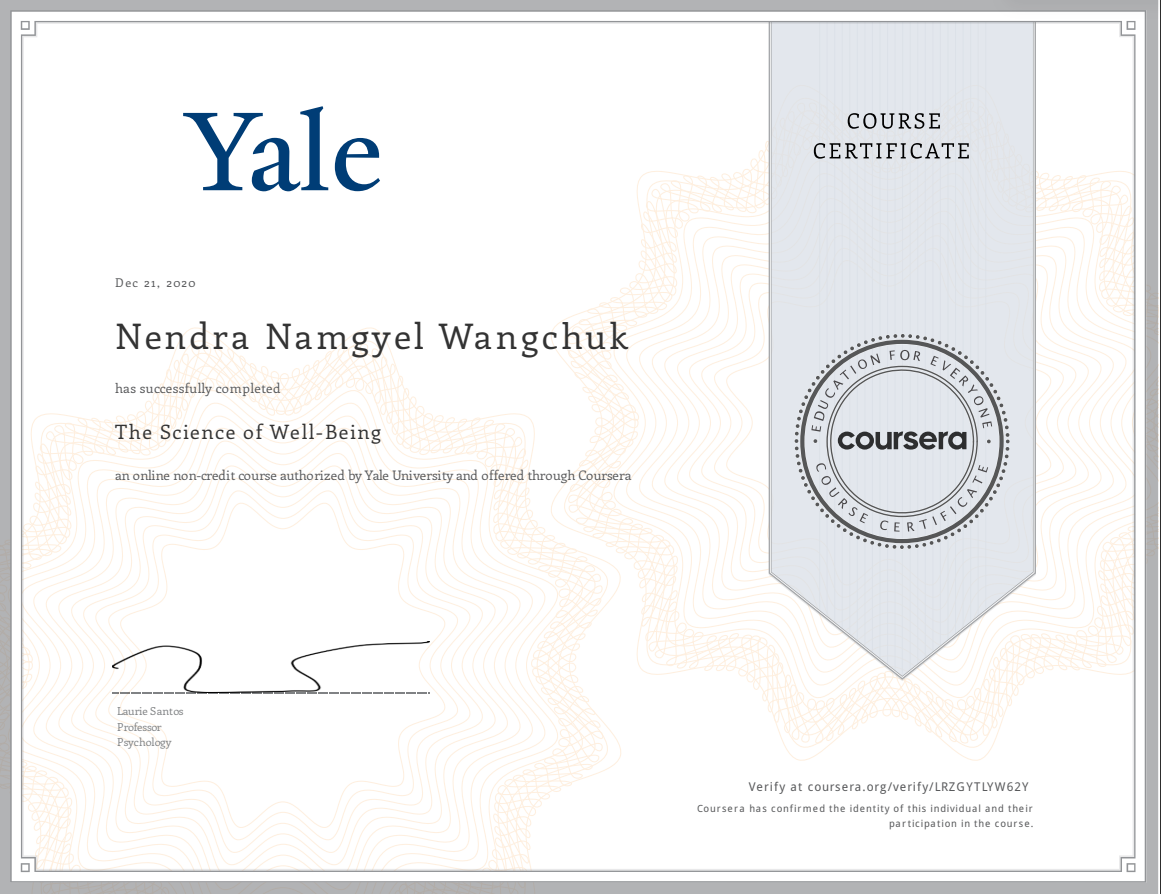 Yale
COURSE
CERTIFICATE
Dec 21, 2020
Nendra Namgyel Wangchuk
has successfully completed
The Science of Well-Being
an online non-credit course authorized by Yale University and offered through Coursera
EDUCATION FOR EVERYONE
coursera
COURSE CERTIFICATE
Laurie Santos
Professor
Psychology
Verify at coursera.org/verify/LRZGYTLYW62Y
Coursera has confirmed the identity of this individual and their
participation in the course.